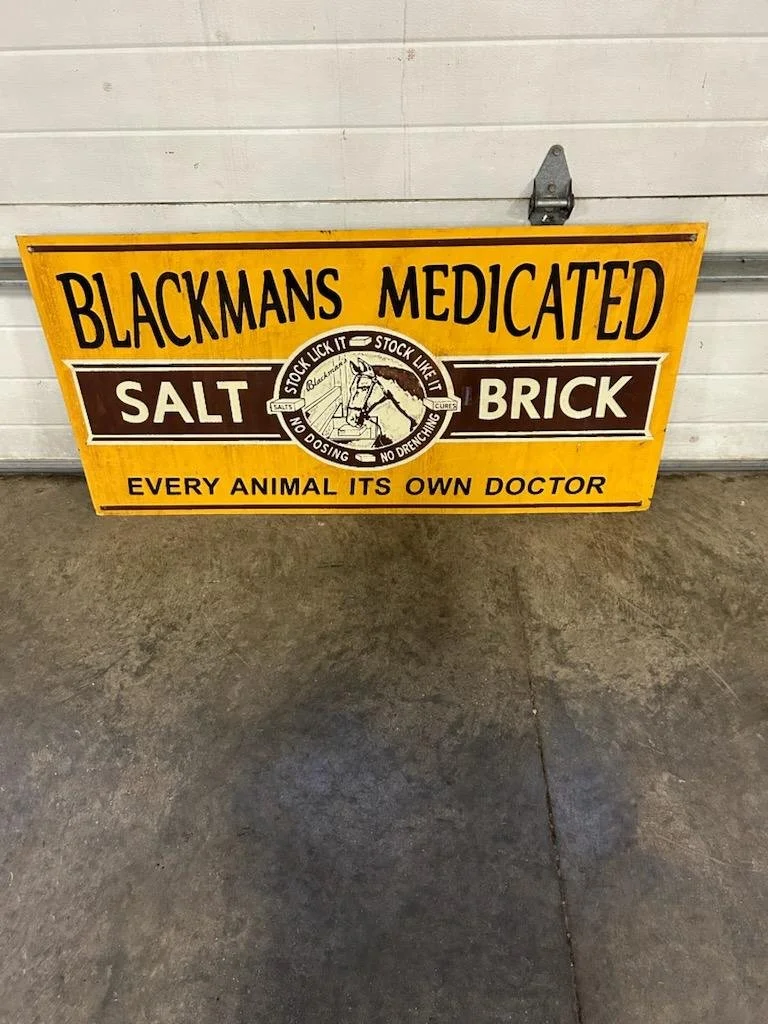 BLACKMANS MEDICATED
SALT BRICK
STOCK LICK IT STOCK LIKE IT
Blackman's
SALTS CURES
NO DOSING NO DRENCHING
EVERY ANIMAL ITS OWN DOCTOR